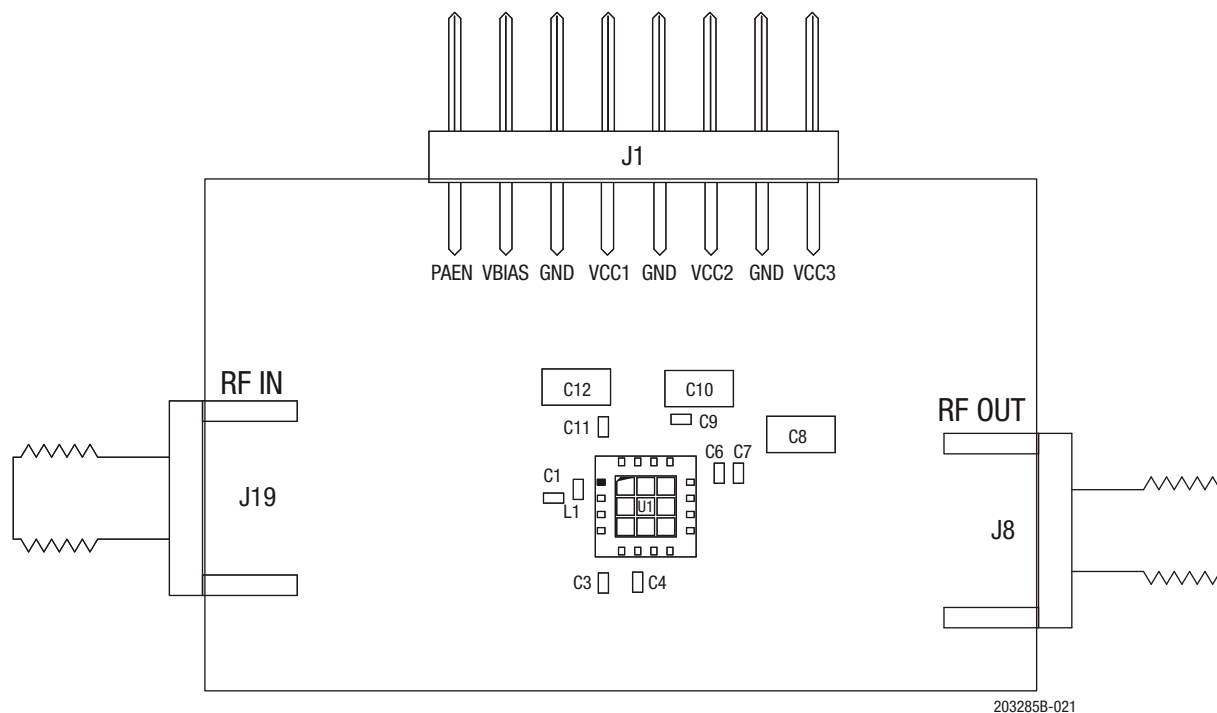 J1
PAEN VBIAS GND VCC1 GND VCC2 GND VCC3
RF IN
C12
C10
RF OUT
C11
C9
C8
C6 C7
C1
J19
L1
U1
J8
C3
C4
203285B-021